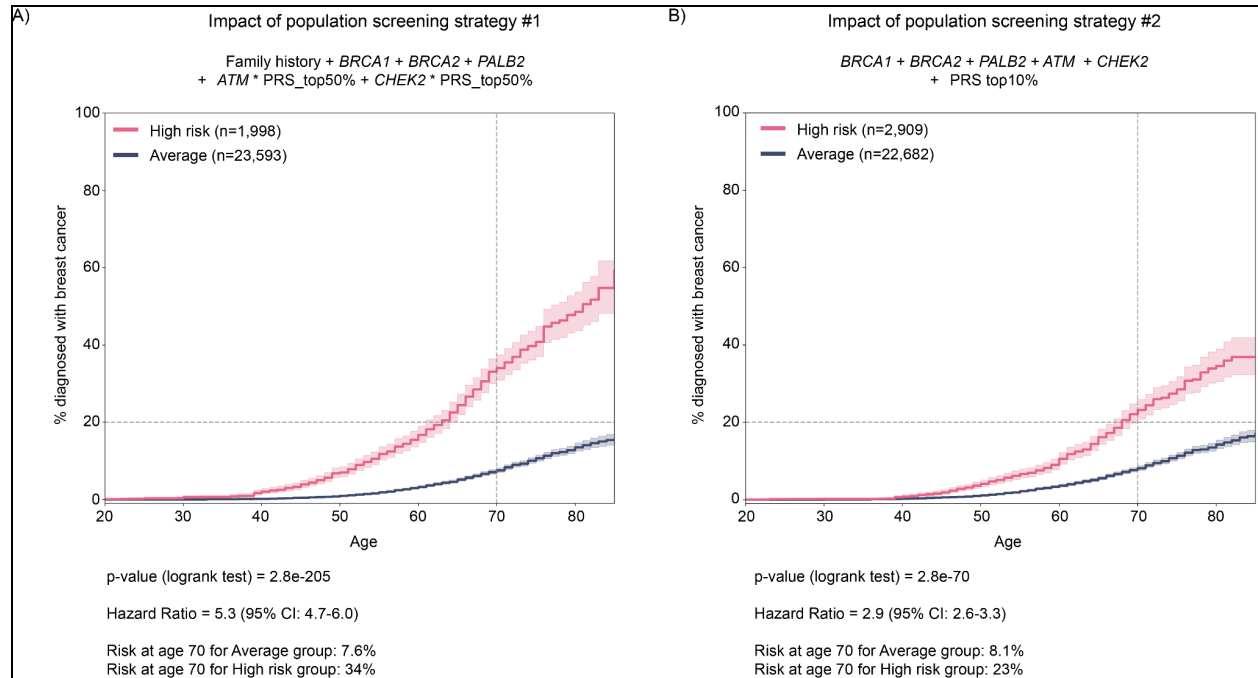 A)
Impact of population screening strategy #1
Family history + BRCA1 + BRCA2 + PALB2
+ ATM * PRS_top50% + CHEK2 * PRS_top50%
100
80
60
40
20
0
% diagnosed with breast cancer
High risk (n=1,998)
Average (n=23,593)
20 30 40 50 60 70 80
Age
p-value (logrank test) = 2.8e-205
Hazard Ratio = 5.3 (95% CI: 4.7-6.0)
Risk at age 70 for Average group: 7.6%
Risk at age 70 for High risk group: 34%
B)
Impact of population screening strategy #2
BRCA1 + BRCA2 + PALB2 + ATM + CHEK2
+ PRS top10%
100
80
60
40
20
0
% diagnosed with breast cancer
High risk (n=2,909)
Average (n=22,682)
20 30 40 50 60 70 80
Age
p-value (logrank test) = 2.8e-70
Hazard Ratio = 2.9 (95% CI: 2.6-3.3)
Risk at age 70 for Average group: 8.1%
Risk at age 70 for High risk group: 23%